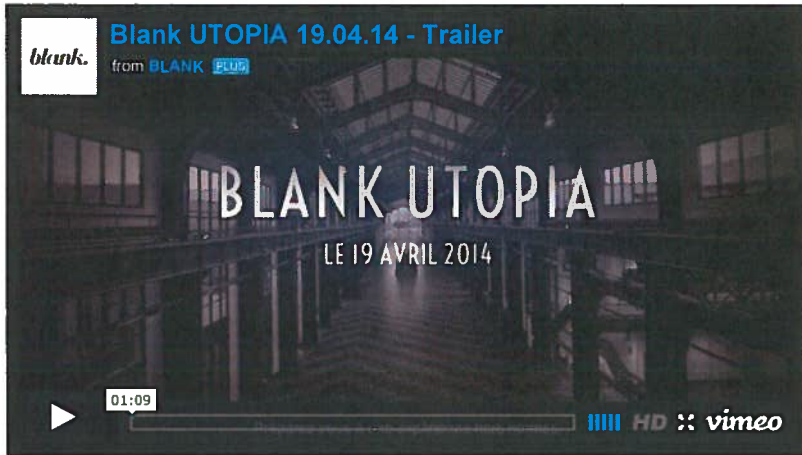 blank.
Blank UTOPIA 19.04.14 - Trailer
from BLANK PLUS
BLANK UTOPIA
LE 19 AVRIL 2014
01:09
HD vimeo